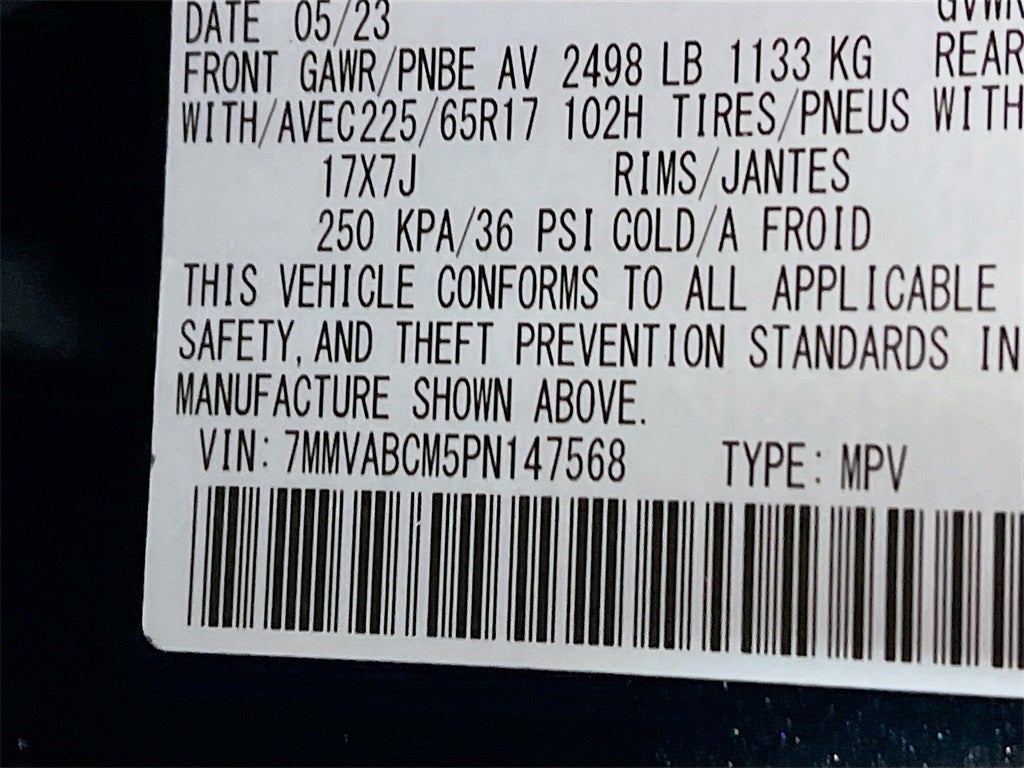 DATE 05/23
FRONT GAWR/PNBE AV 2498 LB 1133 KG REAR
WITH/AVEC225/65R17 102H TIRES/PNEUS WITH
17X7J RIMS/JANTES
250 KPA/36 PSI COLD/A FROID
THIS VEHICLE CONFORMS TO ALL APPLICABLE
SAFETY, AND THEFT PREVENTION STANDARDS IN
MANUFACTURE SHOWN ABOVE.
VIN: 7MMVABCM5PN147568 TYPE: MPV